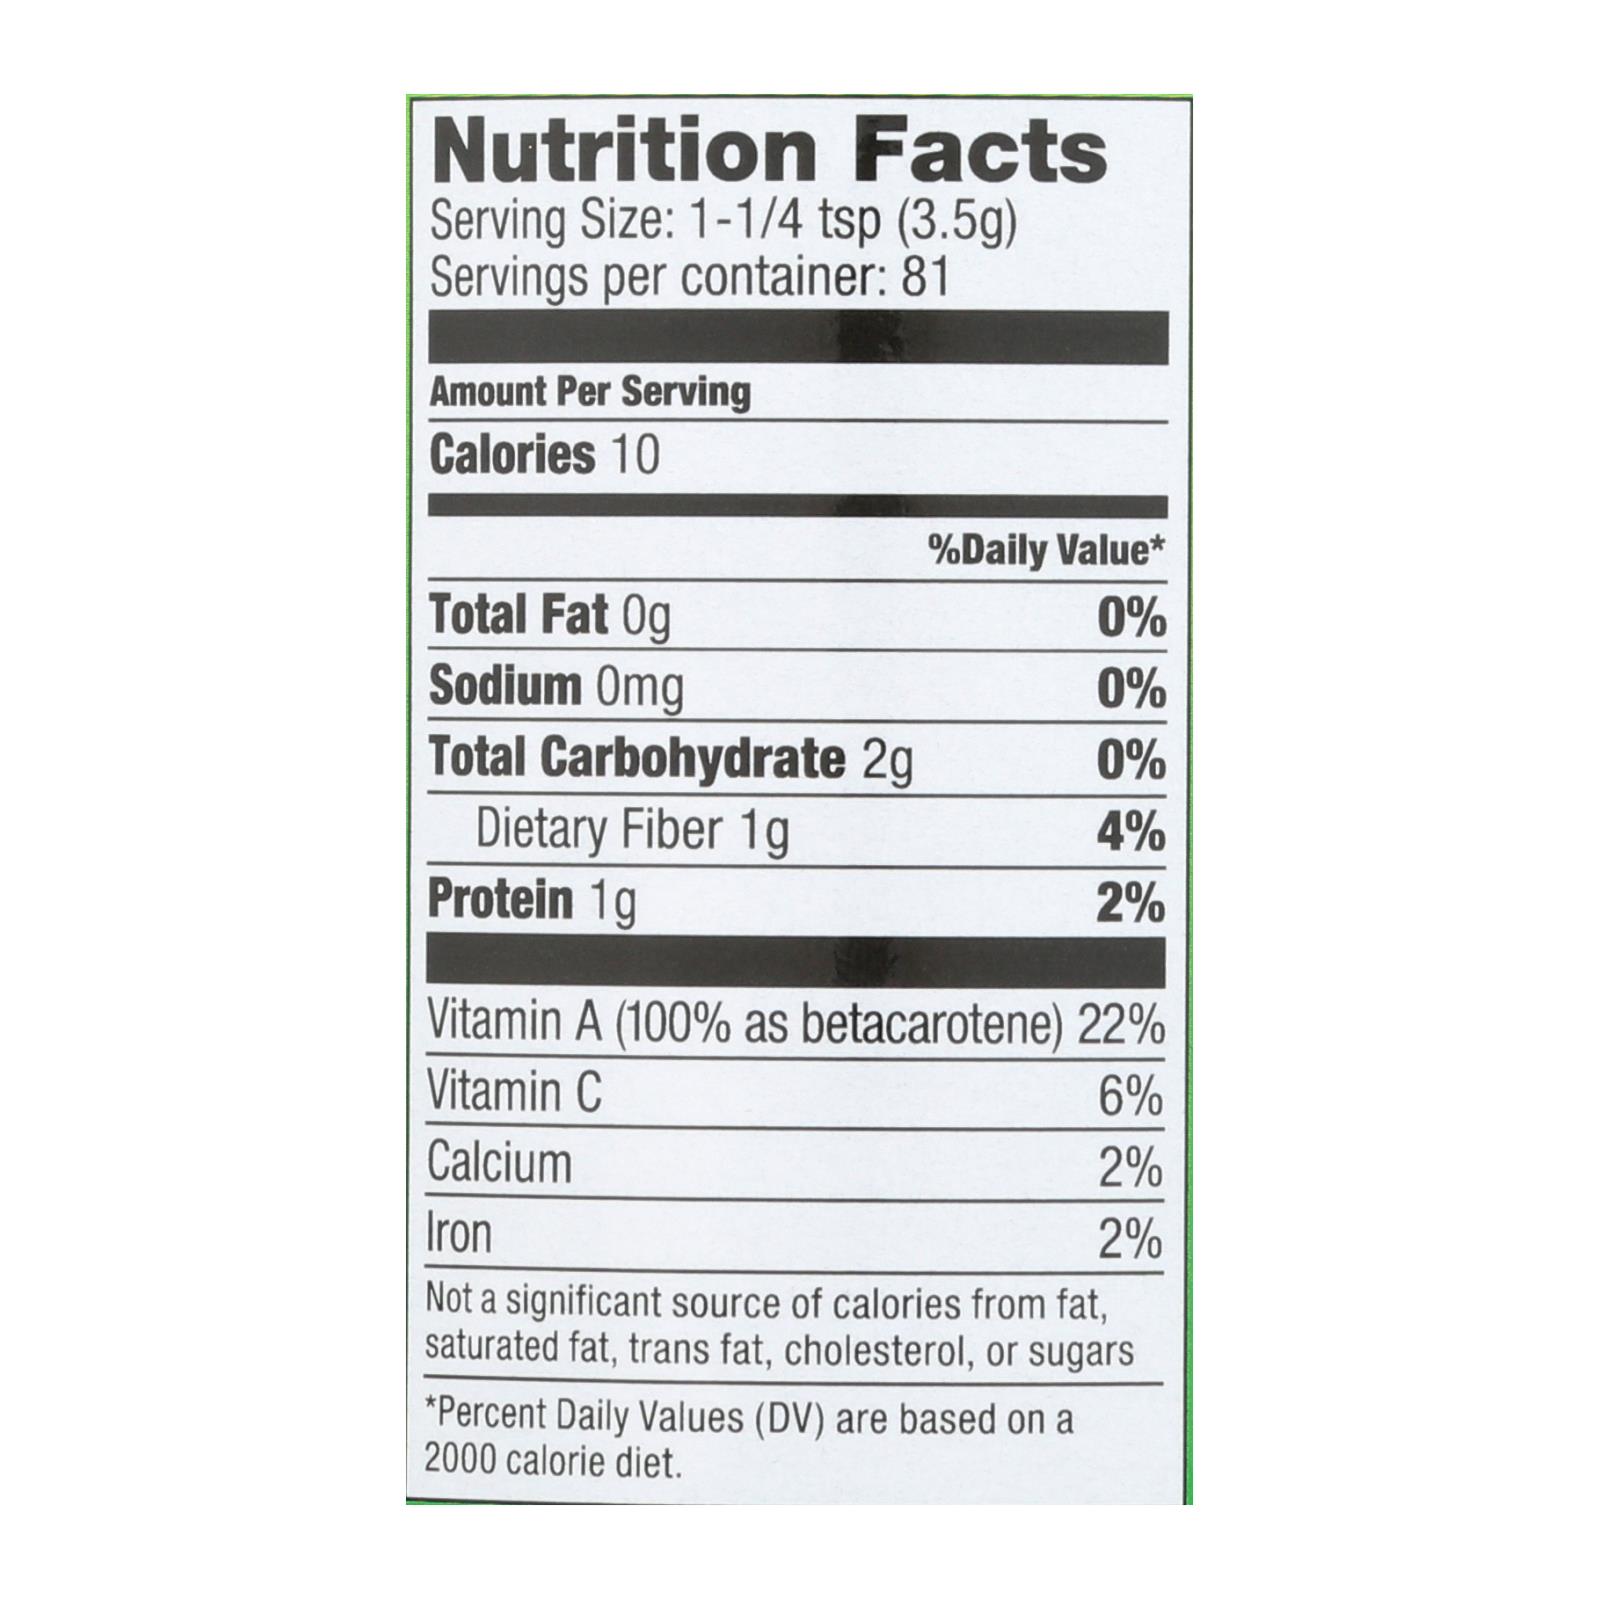 Nutrition Facts
Serving Size: 1-1/4 tsp (3.5g)
Servings per container: 81
Amount Per Serving
Calories 10
%Daily Value*
Total Fat 0g 0%
Sodium 0mg 0%
Total Carbohydrate 2g 0%
Dietary Fiber 1g 4%
Protein 1g 2%
Vitamin A (100% as betacarotene) 22%
Vitamin C 6%
Calcium 2%
Iron 2%
Not a significant source of calories from fat,
saturated fat, trans fat, cholesterol, or sugars
*Percent Daily Values (DV) are based on a
2000 calorie diet.